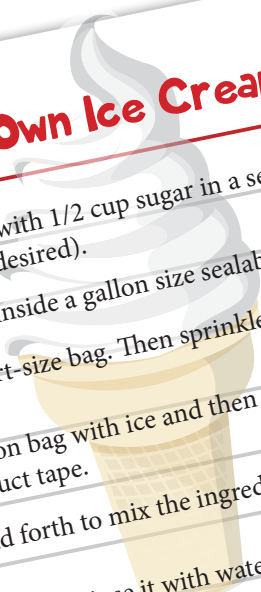 Own Ice Crea
with 1/2 cup sugar in a se
desired).
inside a gallon size sealab
rt-size bag. Then sprinkle
on bag with ice and then
uct tape.
d forth to mix the ingred
it with wate